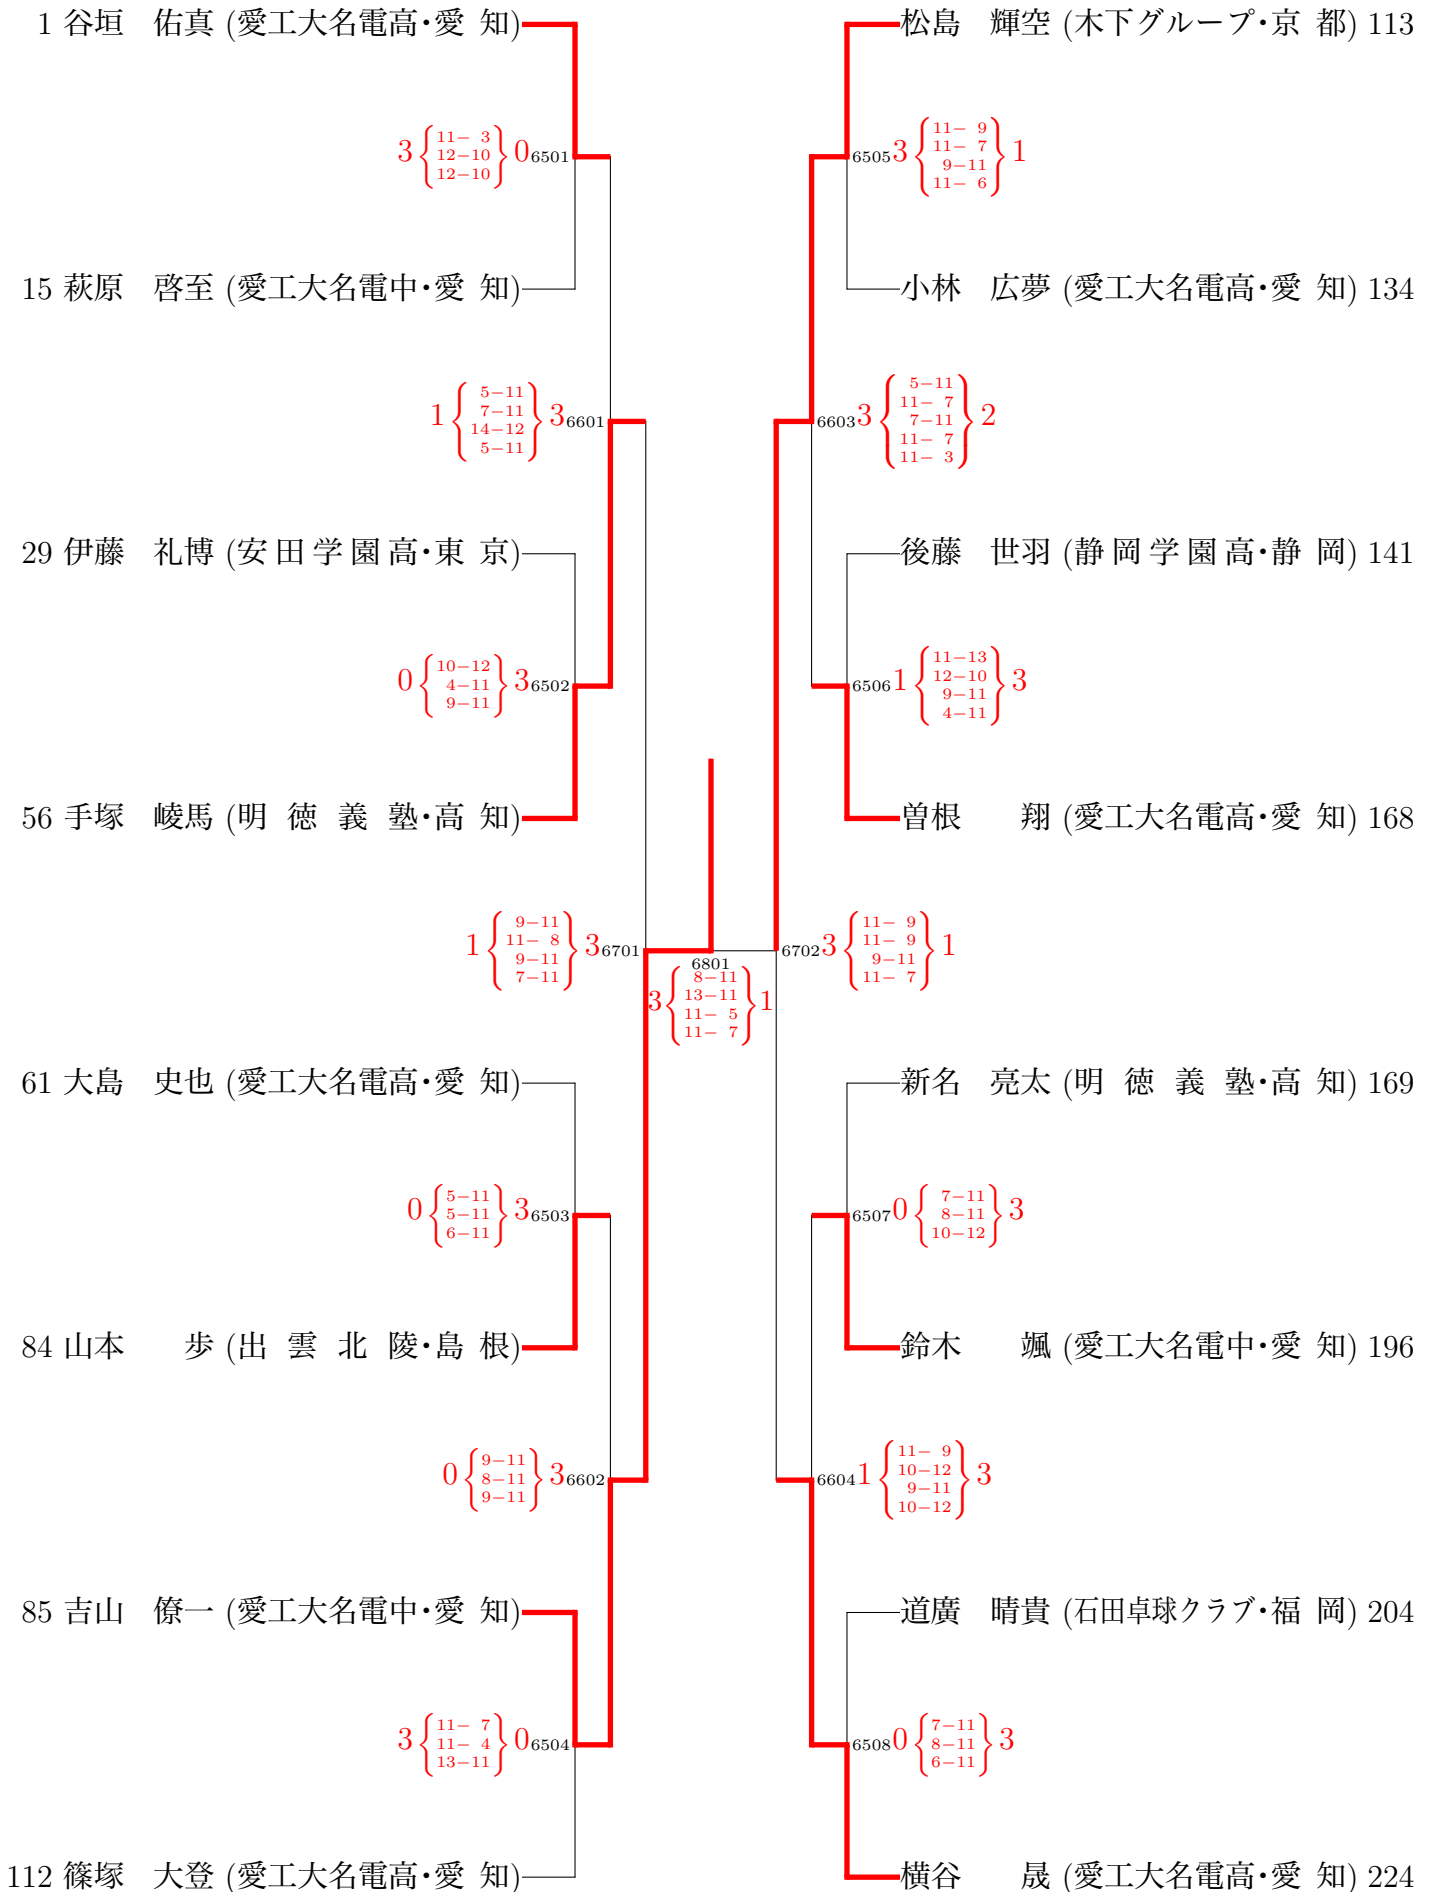 1 谷垣　佑真 (愛工大名電高・愛 知)
松島　輝空 (木下グループ・京 都) 113
3 { 11− 3 12−10 12−10 } 0 6501
6505 3 { 11− 9 11− 7 9−11 11− 6 } 1
15 萩原　啓至 (愛工大名電中・愛 知)
小林　広夢 (愛工大名電高・愛 知) 134
1 { 5−11 7−11 14−12 5−11 } 3 6601
6603 3 { 5−11 11− 7 7−11 11− 7 11− 3 } 2
29 伊藤　礼博 (安田学園高・東 京)
後藤　世羽 (静岡学園高・静 岡) 141
0 { 10−12 4−11 9−11 } 3 6502
6506 1 { 11−13 12−10 9−11 4−11 } 3
56 手塚　崚馬 (明徳義塾・高 知)
曽根　翔 (愛工大名電高・愛 知) 168
1 { 9−11 11− 8 9−11 7−11 } 3 6701
6702 3 { 11− 9 11− 9 9−11 11− 7 } 1
6801
3 { 8−11 13−11 11− 5 11− 7 } 1
61 大島　史也 (愛工大名電高・愛 知)
新名　亮太 (明徳義塾・高 知) 169
0 { 5−11 5−11 6−11 } 3 6503
6507 0 { 7−11 8−11 10−12 } 3
84 山本　歩 (出雲北陵・島 根)
鈴木　颯 (愛工大名電中・愛 知) 196
0 { 9−11 8−11 9−11 } 3 6602
6604 1 { 11− 9 10−12 9−11 10−12 } 3
85 吉山　僚一 (愛工大名電中・愛 知)
道廣　晴貴 (石田卓球クラブ・福 岡) 204
3 { 11− 7 11− 4 13−11 } 0 6504
6508 0 { 7−11 8−11 6−11 } 3
112 篠塚　大登 (愛工大名電高・愛 知)
横谷　晟 (愛工大名電高・愛 知) 224